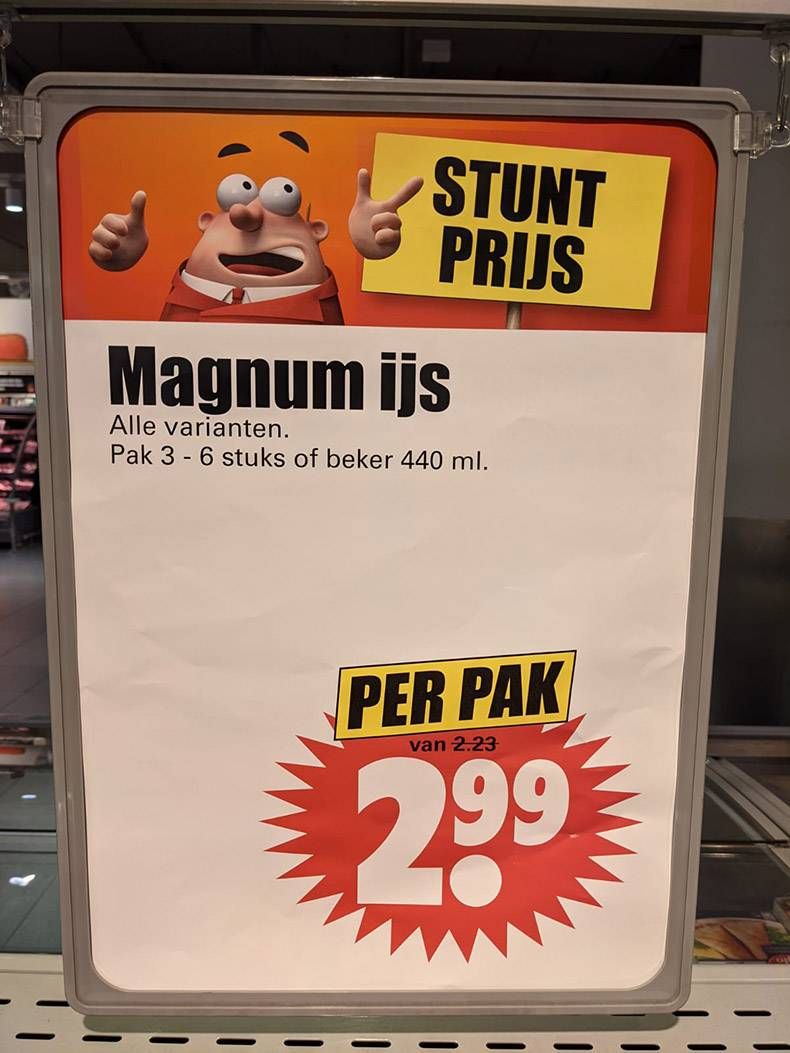 STUNT
PRIJS
Magnum ijs
Alle varianten.
Pak 3 - 6 stuks of beker 440 ml.
PER PAK
van 2.23
2.99